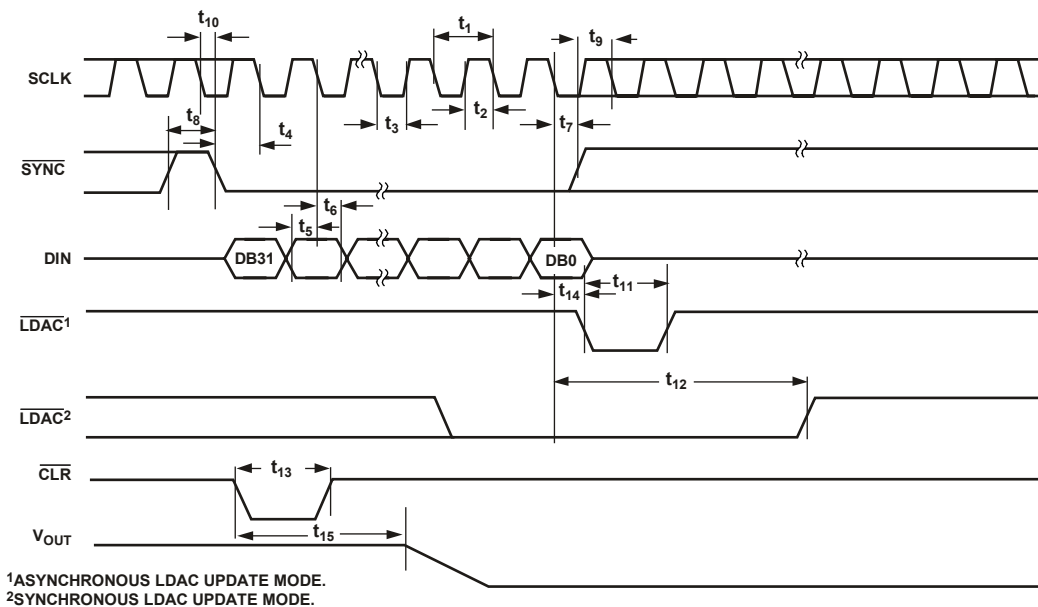 t10
t1
t9
SCLK
t8
t4
t3
t2
t7
SYNC
t5
t6
DIN
DB31
DB0
t14
t11
LDAC1
t12
LDAC2
t13
CLR
t15
VOUT
1ASYNCHRONOUS LDAC UPDATE MODE.
2SYNCHRONOUS LDAC UPDATE MODE.